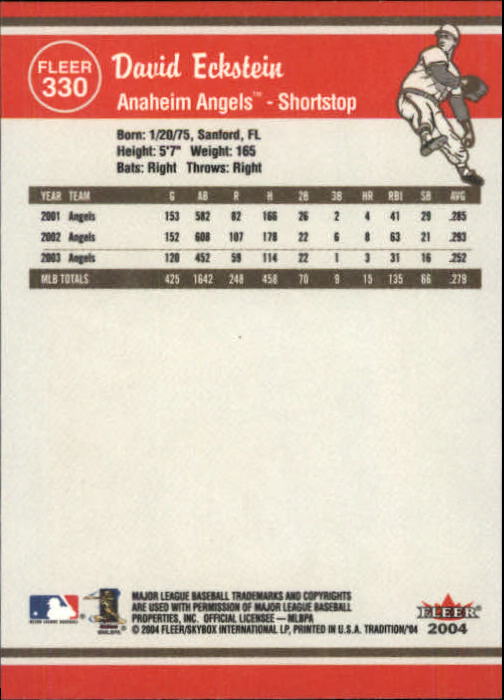 FLEER
330
David Eckstein
Anaheim Angels™ - Shortstop
Born: 1/20/75, Sanford, FL
Height: 5'7" Weight: 165
Bats: Right Throws: Right
YEAR TEAM G AB R H 2B 3B HR RBI SB AVG
2001 Angels 153 582 82 166 26 2 4 41 29 .285
2002 Angels 152 608 107 178 22 6 8 63 21 .293
2003 Angels 120 452 59 114 22 1 3 31 16 .252
MLB TOTALS 425 1642 248 458 70 9 15 135 66 .279
MAJOR LEAGUE BASEBALL TRADEMARKS AND COPYRIGHTS
ARE USED WITH PERMISSION OF MAJOR LEAGUE BASEBALL
PROPERTIES, INC. OFFICIAL LICENSEE — MLBPA
© 2004 FLEER/SKYBOX INTERNATIONAL LP, PRINTED IN U.S.A. TRADITION/'04
FLEER
2004